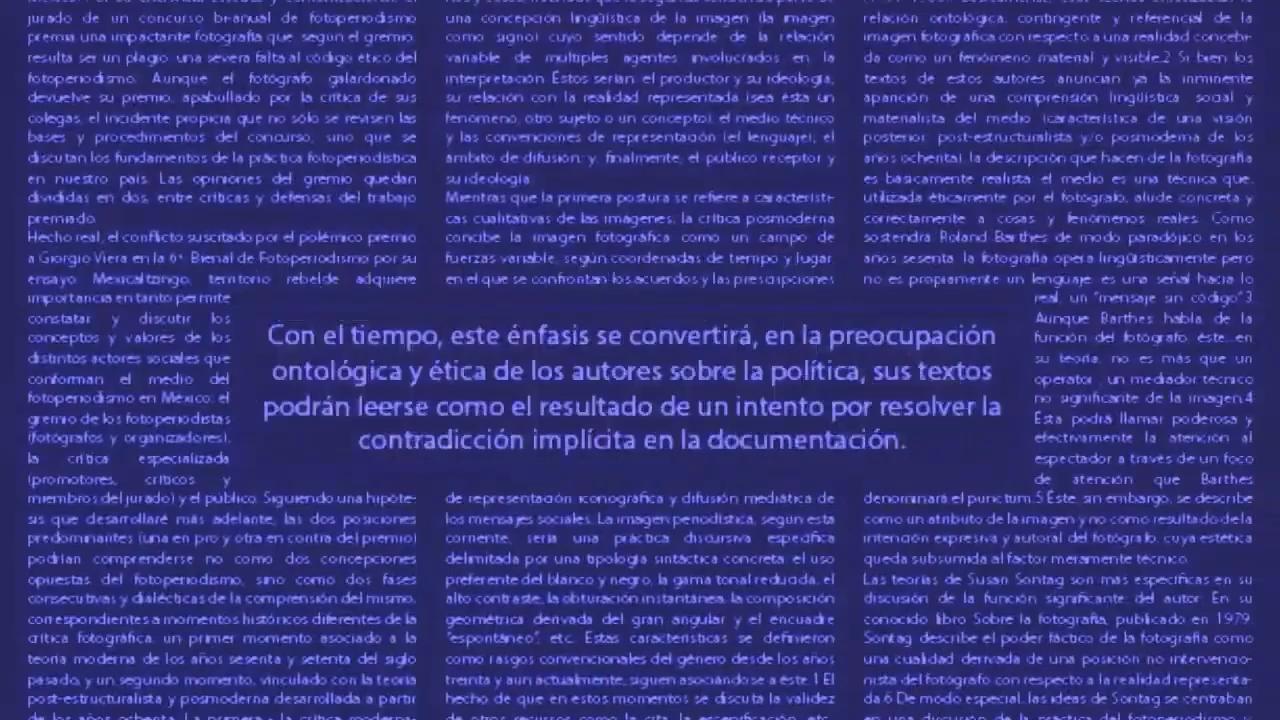 jurado de un concurso bi-anual de fotoperiodismo
premia una impactante fotografía que, según el gremio,
resulta ser un plagio, una severa falta al código ético del
fotoperiodismo. Aunque el fotógrafo galardonado
devuelve su premio, apabullado por la crítica de sus
colegas, el incidente propicia que no sólo se revisen las
bases y procedimientos del concurso, sino que se
discutan los fundamentos de la práctica fotoperiodística
en nuestro país. Las opiniones del gremio quedan
divididas en dos, entre críticas y defensas del trabajo
premiado.
Hecho real, el conflicto suscitado por el polémico premio
a Giorgio Viera en la 6ª Bienal de Fotoperiodismo por su
ensayo Mexicaltzingo, territorio rebelde adquiere
importancia en tanto permite
constatar y discutir los
conceptos y valores de los
distintos actores sociales que
conforman el medio del
fotoperiodismo en México: el
gremio de los fotoperiodistas
(fotógrafos y organizadores),
la crítica especializada
(promotores, críticos y
miembros del jurado) y el público. Siguiendo una hipóte-
sis que desarrollaré más adelante, las dos posiciones
predominantes (una en pro y otra en contra del premio)
podrían comprenderse no como dos concepciones
opuestas del fotoperiodismo, sino como dos fases
consecutivas y dialécticas de la comprensión del mismo,
correspondientes a momentos históricos diferentes de la
crítica fotográfica: un primer momento asociado a la
teoría moderna de los años sesenta y setenta del siglo
pasado, y un segundo momento, vinculado con la teoría
post-estructuralista y posmoderna desarrollada a partir
de los años ochenta. La primera - la crítica moderna-
una concepción lingüística de la imagen (la imagen
como signo) cuyo sentido depende de la relación
variable de múltiples agentes involucrados en la
interpretación. Éstos serían: el productor y su ideología,
su relación con la realidad representada (sea ésta un
fenómeno, otro sujeto o un concepto), el medio técnico
y las convenciones de representación (el lenguaje), el
ámbito de difusión; y, finalmente, el público receptor y
su ideología.
Mientras que la primera postura se refiere a característi-
cas cualitativas de las imágenes, la crítica posmoderna
concibe la imagen fotográfica como un campo de
fuerzas variable, según coordenadas de tiempo y lugar
en el que se confrontan los acuerdos y las prescripciones
Con el tiempo, este énfasis se convertirá, en la preocupación
ontológica y ética de los autores sobre la política, sus textos
podrán leerse como el resultado de un intento por resolver la
contradicción implícita en la documentación.
de representación iconográfica y difusión mediática de
los mensajes sociales. La imagen periodística, según esta
corriente, sería una práctica discursiva específica
delimitada por una tipología sintáctica concreta: el uso
preferente del blanco y negro, la gama tonal reducida, el
alto contraste, la obturación instantánea, la composición
geométrica derivada del gran angular y el encuadre
"espontáneo", etc. Estas características se definieron
como rasgos convencionales del género desde los años
treinta y aún actualmente, siguen asociándose a éste.1 El
hecho de que en estos momentos se discuta la validez
de otros recursos como la cita, la escenificación, etc.
relación ontológica, contingente y referencial de la
imagen fotográfica con respecto a una realidad concebi-
da como un fenómeno material y visible.2 Si bien los
textos de estos autores anuncian ya la inminente
aparición de una comprensión lingüística social y
materialista del medio (característica de una visión
posterior, post-estructuralista y/o posmoderna de los
años ochenta), la descripción que hacen de la fotografía
es básicamente realista: el medio es una técnica que,
utilizada éticamente por el fotógrafo, alude concreta y
correctamente a cosas y fenómenos reales. Como
sostendrá Roland Barthes de modo paradójico en los
años sesenta, la fotografía opera lingüísticamente pero
no es propiamente un lenguaje: es una señal hacia lo
real, un "mensaje sin código".3
Aunque Barthes habla de la
función del fotógrafo, éste, en
su teoría, no es más que un
operator, un mediador técnico
no significante de la imagen.4
Ésta podrá llamar poderosa y
efectivamente la atención al
espectador a través de un foco
de atención que Barthes
denominará el punctum.5 Éste, sin embargo, se describe
como un atributo de la imagen y no como resultado de la
intención expresiva y autoral del fotógrafo, cuya estética
queda subsumida al factor meramente técnico.
Las teorías de Susan Sontag son más específicas en su
discusión de la función significante del autor. En su
conocido libro Sobre la fotografía, publicado en 1979,
Sontag describe el poder fáctico de la fotografía como
una cualidad derivada de una posición no intervencio-
nista del fotógrafo con respecto a la realidad representa-
da.6 De modo especial, las ideas de Sontag se centraban
en una discusión de la práctica del fotoperiodismo